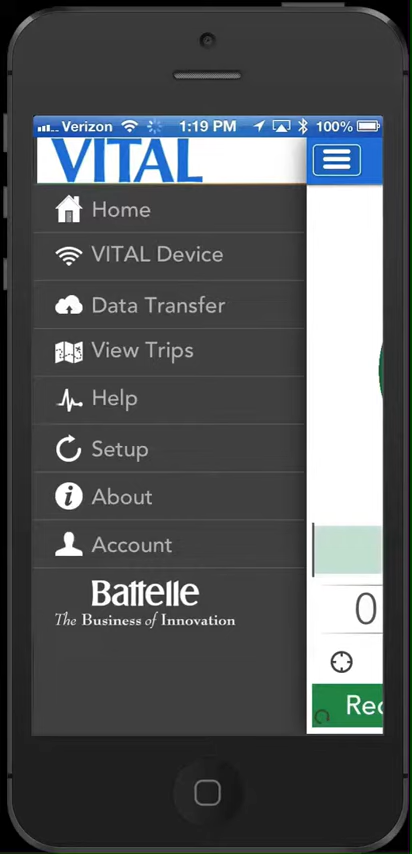 Verizon 1:19 PM 100%
VITAL
Home
VITAL Device
Data Transfer
View Trips
Help
Setup
About
Account
Battelle
The Business of Innovation
0
Rec